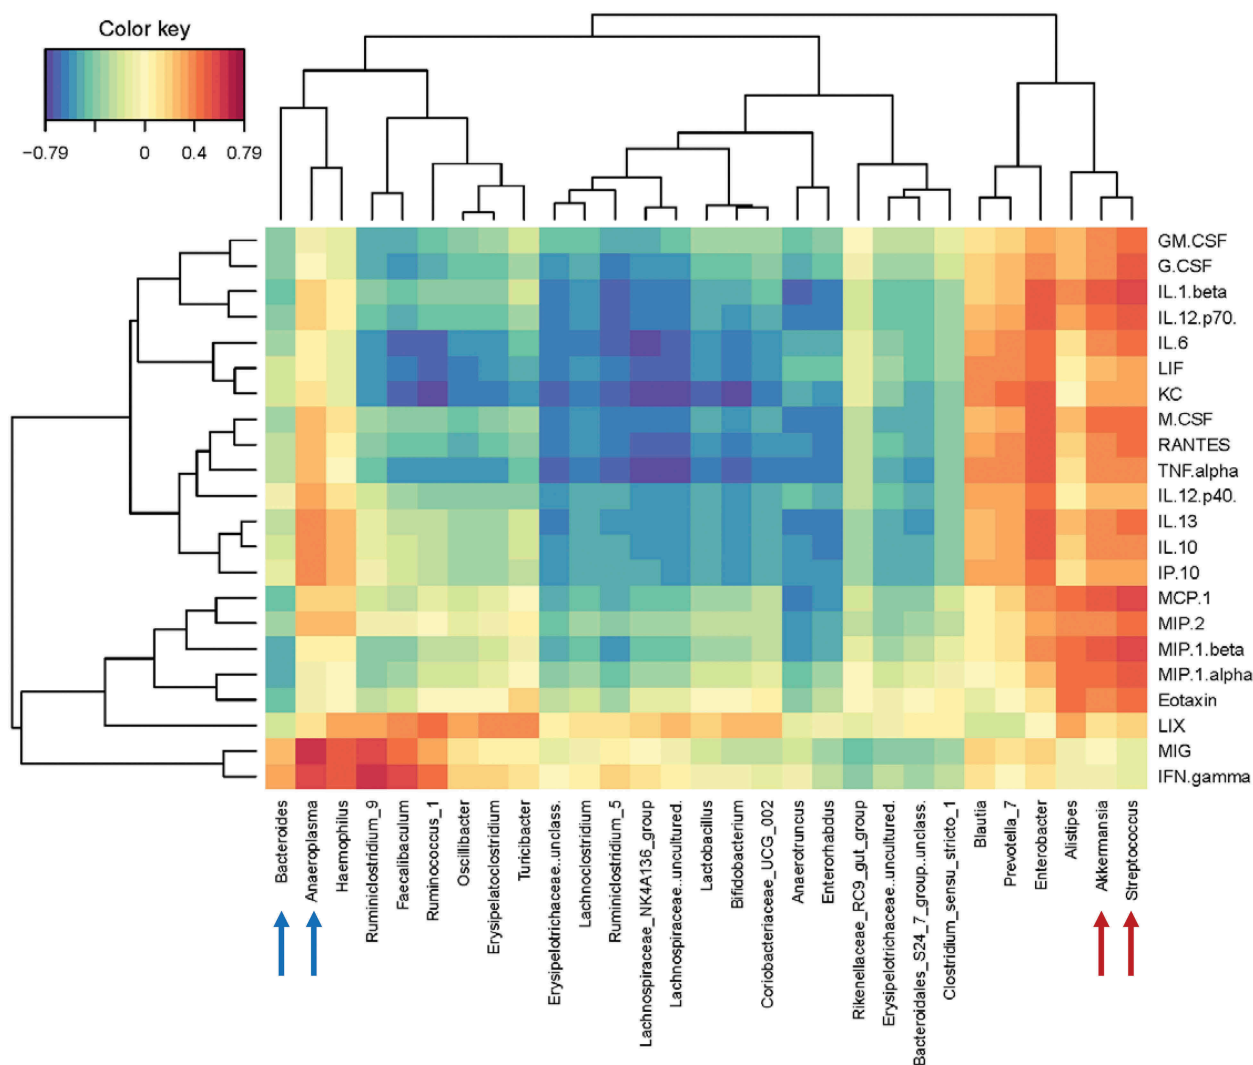 Color key
−0.79 0 0.4 0.79
GM.CSF
G.CSF
IL.1.beta
IL.12.p70.
IL.6
LIF
KC
M.CSF
RANTES
TNF.alpha
IL.12.p40.
IL.13
IL.10
IP.10
MCP.1
MIP.2
MIP.1.beta
MIP.1.alpha
Eotaxin
LIX
MIG
IFN.gamma
Bacteroides
Anaeroplasma
Haemophilus
Ruminiclostridium_9
Faecalibaculum
Ruminococcus_1
Oscillibacter
Erysipelatoclostridium
Turicibacter
Erysipelotrichaceae..unclass.
Lachnoclostridium
Ruminiclostridium_5
Lachnospiraceae_NK4A136_group
Lachnospiraceae..uncultured.
Lactobacillus
Bifidobacterium
Coriobacteriaceae_UCG_002
Anaerotruncus
Enterorhabdus
Rikenellaceae_RC9_gut_group
Erysipelotrichaceae..uncultured.
Bacteroidales_S24_7_group..unclass.
Clostridium_sensu_stricto_1
Blautia
Prevotella_7
Enterobacter
Alistipes
Akkermansia
Streptococcus